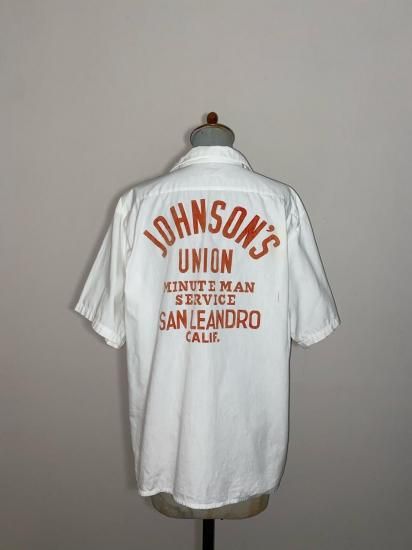 JOHNSON'S
UNION
MINUTE MAN
SERVICE
SAN LEANDRO
CALIF.